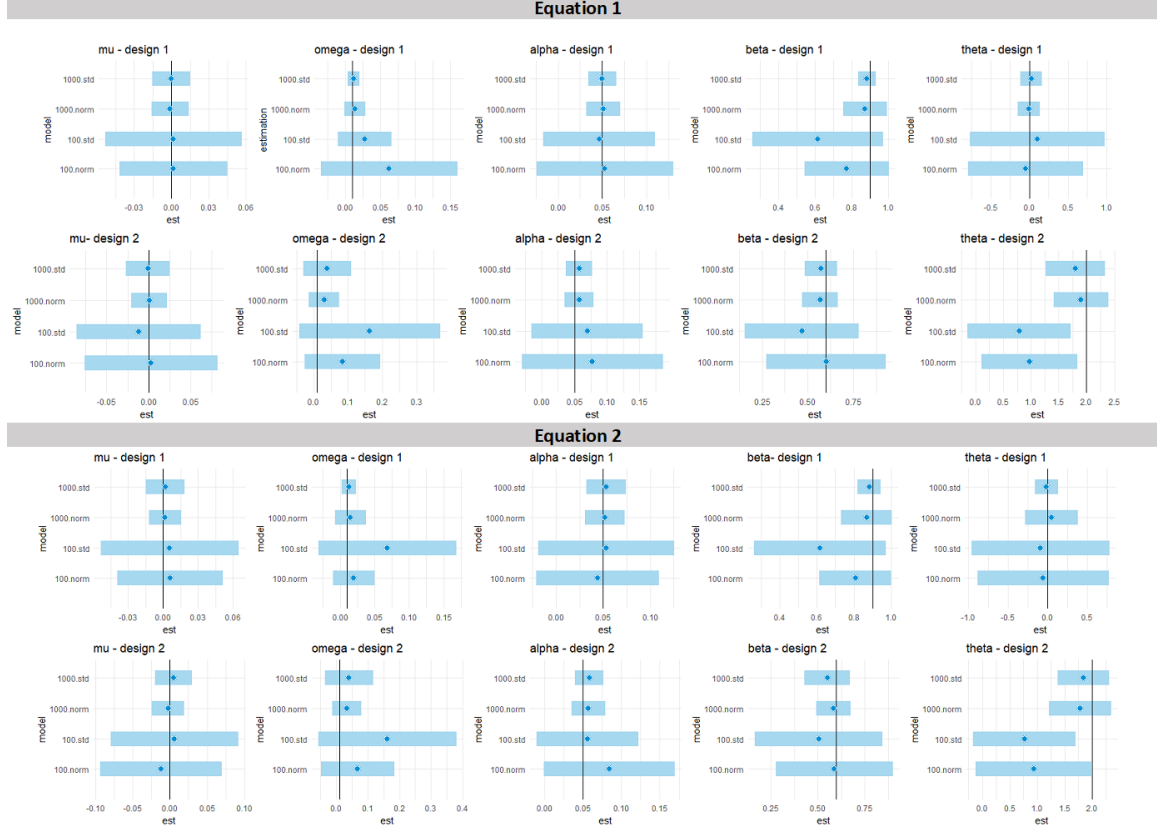 Equation 1
mu - design 1
model
1000.std
1000.norm
100.std
100.norm
-0.03 0.00 0.03 0.06
est
omega - design 1
estimation
1000.std
1000.norm
100.std
100.norm
0.00 0.05 0.10 0.15
est
alpha - design 1
model
1000.std
1000.norm
100.std
100.norm
0.00 0.05 0.10
est
beta - design 1
model
1000.std
1000.norm
100.std
100.norm
0.4 0.6 0.8 1.0
est
theta - design 1
model
1000.std
1000.norm
100.std
100.norm
-0.5 0.0 0.5 1.0
est
mu- design 2
model
1000.std
1000.norm
100.std
100.norm
-0.05 0.00 0.05
est
omega - design 2
model
1000.std
1000.norm
100.std
100.norm
0.0 0.1 0.2 0.3
est
alpha - design 2
model
1000.std
1000.norm
100.std
100.norm
0.00 0.05 0.10 0.15
est
beta - design 2
model
1000.std
1000.norm
100.std
100.norm
0.25 0.50 0.75
est
theta - design 2
model
1000.std
1000.norm
100.std
100.norm
0.0 0.5 1.0 1.5 2.0 2.5
est
Equation 2
mu - design 1
model
1000.std
1000.norm
100.std
100.norm
-0.03 0.00 0.03 0.06
est
omega - design 1
model
1000.std
1000.norm
100.std
100.norm
0.00 0.05 0.10 0.15
est
alpha - design 1
model
1000.std
1000.norm
100.std
100.norm
0.00 0.05 0.10
est
beta- design 1
model
1000.std
1000.norm
100.std
100.norm
0.4 0.6 0.8 1.0
est
theta - design 1
model
1000.std
1000.norm
100.std
100.norm
-1.0 -0.5 0.0 0.5
est
mu - design 2
model
1000.std
1000.norm
100.std
100.norm
-0.10 -0.05 0.00 0.05 0.10
est
omega - design 2
model
1000.std
1000.norm
100.std
100.norm
0.0 0.1 0.2 0.3 0.4
est
alpha - design 2
model
1000.std
1000.norm
100.std
100.norm
0.00 0.05 0.10 0.15
est
beta - design 2
model
1000.std
1000.norm
100.std
100.norm
0.25 0.50 0.75
est
theta - design 2
model
1000.std
1000.norm
100.std
100.norm
0.0 0.5 1.0 1.5 2.0
est